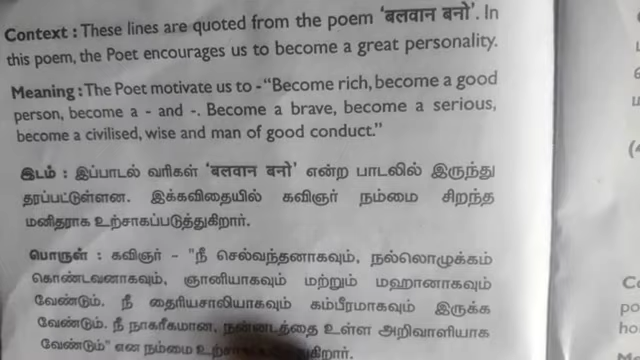 Context : These lines are quoted from the poem ‘बलवान बनो’. In
this poem, the Poet encourages us to become a great personality.
Meaning : The Poet motivate us to - “Become rich, become a good
person, become a - and -. Become a brave, become a serious,
become a civilised, wise and man of good conduct.”
இடம் : இப்பாடல் வரிகள் ‘बलवान बनो’ என்ற பாடலில் இருந்து
தரப்பட்டுள்ளன. இக்கவிதையில் கவிஞர் நம்மை சிறந்த
மனிதராக உற்சாகப்படுத்துகிறார்.
பொருள் : கவிஞர் - "நீ செல்வந்தனாகவும், நல்லொழுக்கம்
கொண்டவனாகவும், ஞானியாகவும் மற்றும் மஹானாகவும்
வேண்டும். நீ தைரியசாலியாகவும் கம்பீரமாகவும் இருக்க
வேண்டும். நீ நாகரீகமான, நன்னடத்தை உள்ள அறிவாளியாக
வேண்டும்" என நம்மை
(4
Co
po
ho